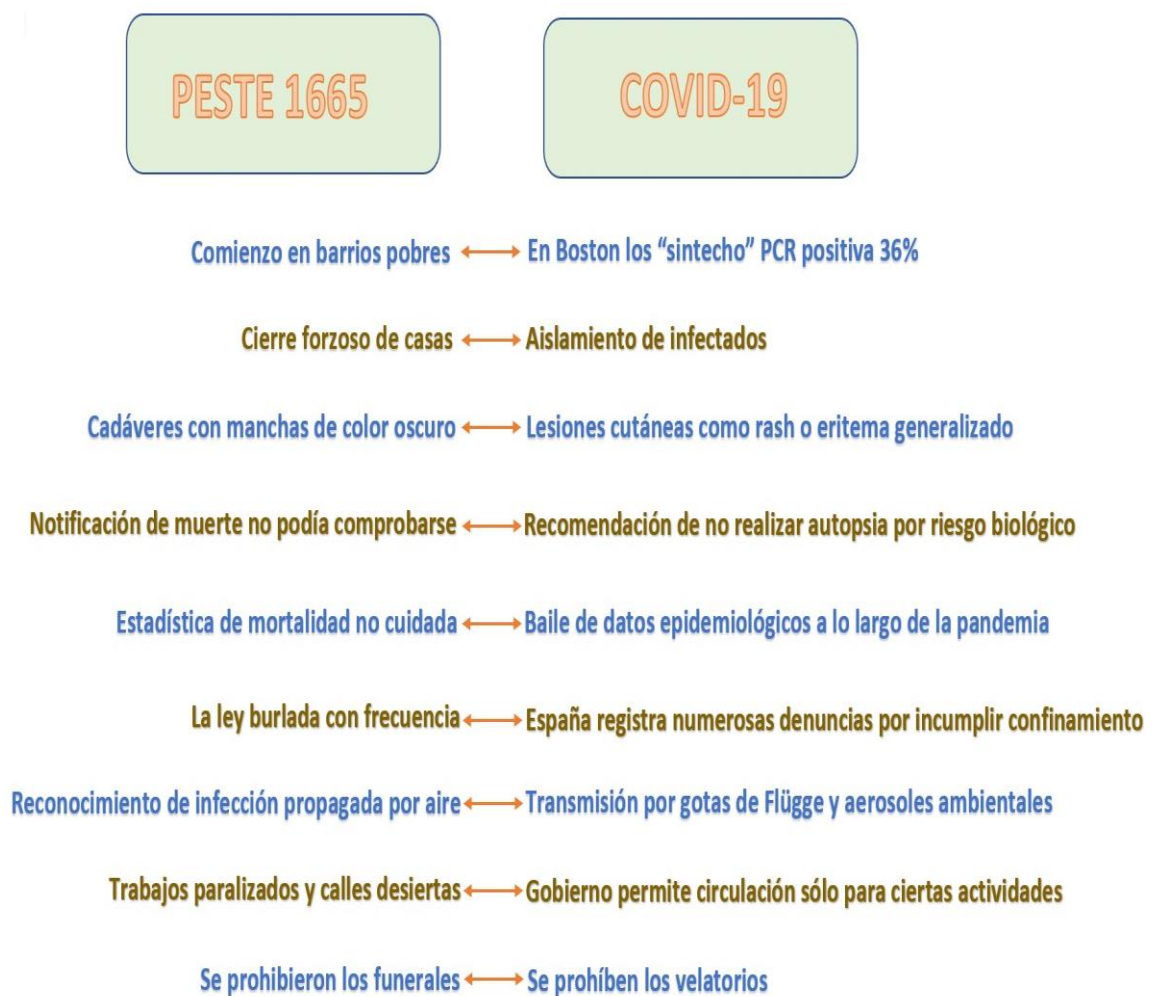 PESTE 1665 COVID-19
Comienzo en barrios pobres ↔ En Boston los “sintecho” PCR positiva 36%
Cierre forzoso de casas ↔ Aislamiento de infectados
Cadáveres con manchas de color oscuro ↔ Lesiones cutáneas como rash o eritema generalizado
Notificación de muerte no podía comprobarse ↔ Recomendación de no realizar autopsia por riesgo biológico
Estadística de mortalidad no cuidada ↔ Baile de datos epidemiológicos a lo largo de la pandemia
La ley burlada con frecuencia ↔ España registra numerosas denuncias por incumplir confinamiento
Reconocimiento de infección propagada por aire ↔ Transmisión por gotas de Flügge y aerosoles ambientales
Trabajos paralizados y calles desiertas ↔ Gobierno permite circulación sólo para ciertas actividades
Se prohibieron los funerales ↔ Se prohíben los velatorios